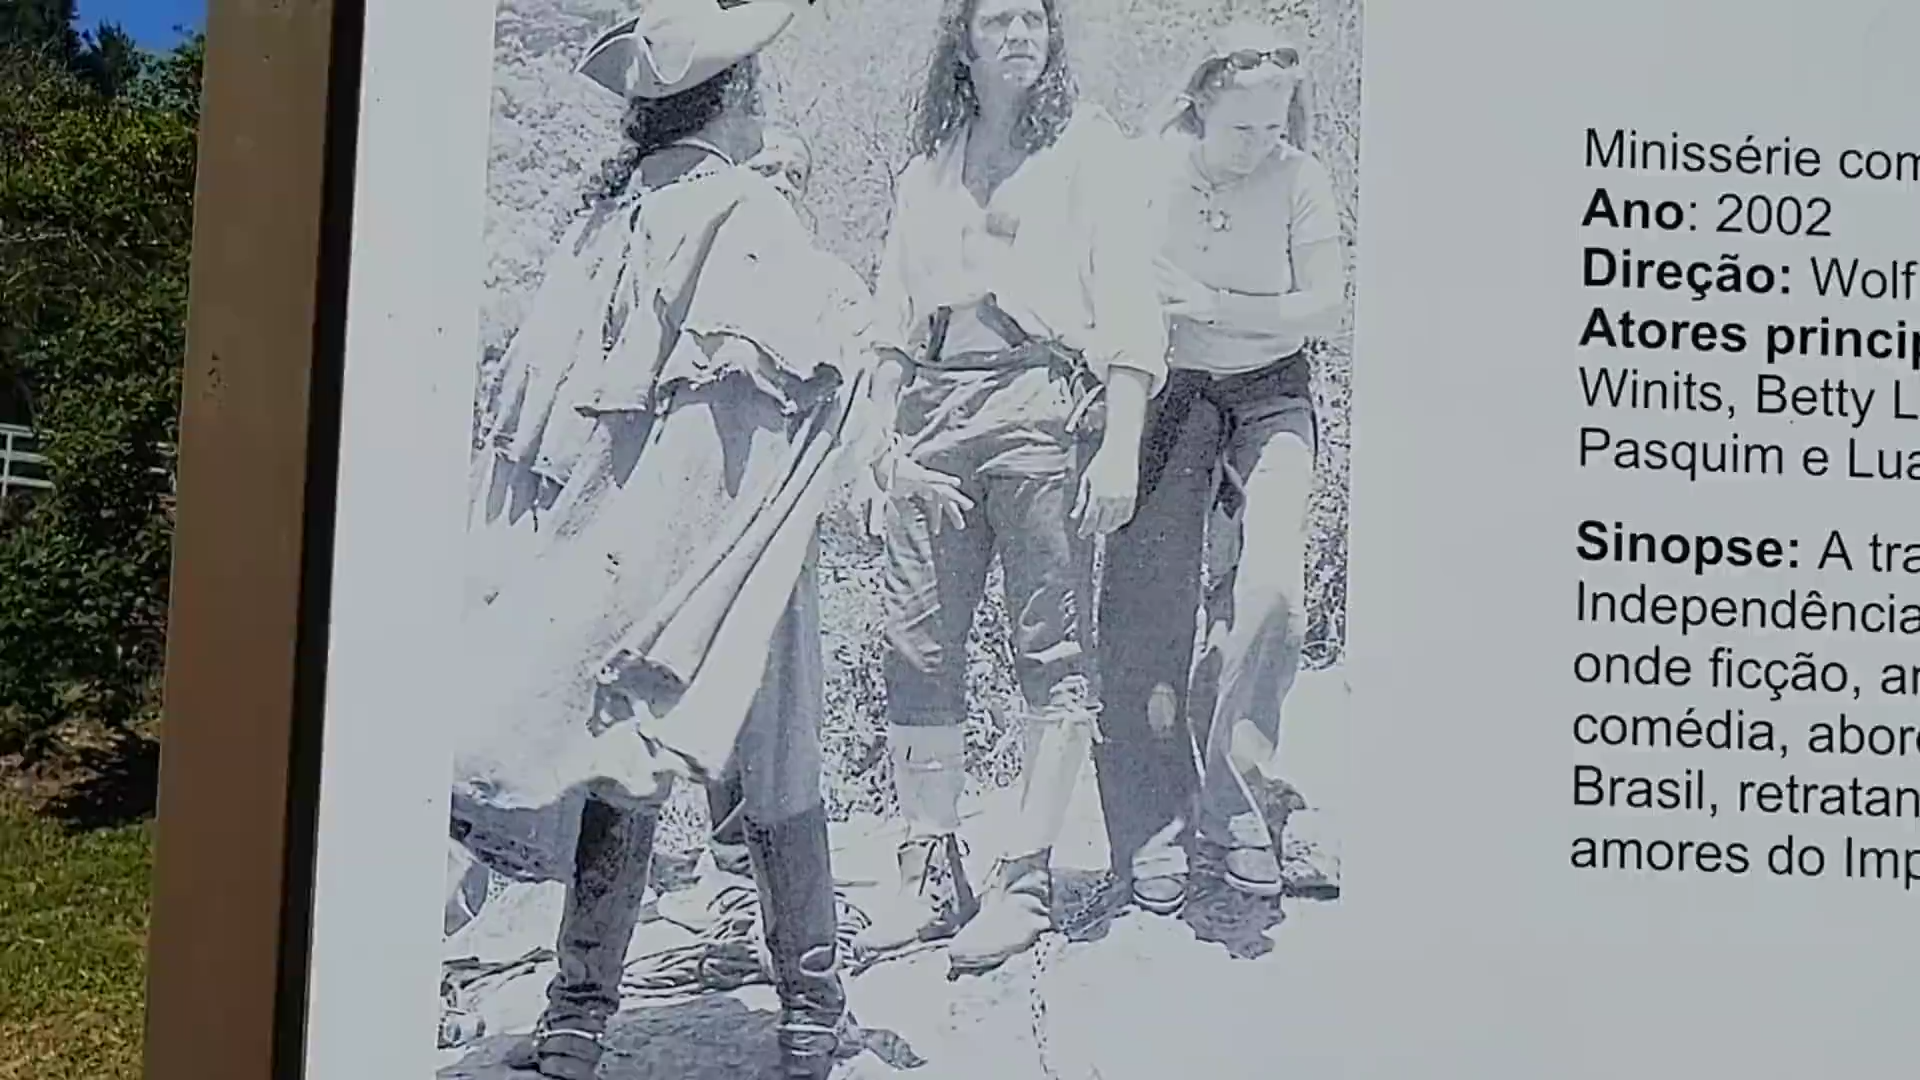 Minissérie com
Ano: 2002
Direção: Wolf
Atores princip
Winits, Betty L
Pasquim e Lua
Sinopse: A tra
Independência
onde ficção, a
comédia, abor
Brasil, retratan
amores do Imp